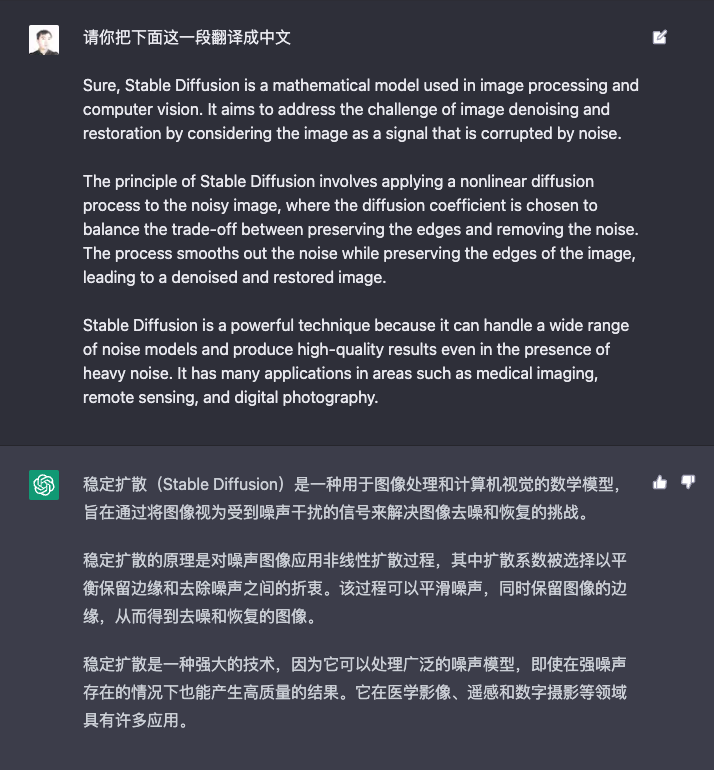 请你把下面这一段翻译成中文
Sure, Stable Diffusion is a mathematical model used in image processing and
computer vision. It aims to address the challenge of image denoising and
restoration by considering the image as a signal that is corrupted by noise.
The principle of Stable Diffusion involves applying a nonlinear diffusion
process to the noisy image, where the diffusion coefficient is chosen to
balance the trade-off between preserving the edges and removing the noise.
The process smooths out the noise while preserving the edges of the image,
leading to a denoised and restored image.
Stable Diffusion is a powerful technique because it can handle a wide range
of noise models and produce high-quality results even in the presence of
heavy noise. It has many applications in areas such as medical imaging,
remote sensing, and digital photography.
稳定扩散（Stable Diffusion）是一种用于图像处理和计算机视觉的数学模型，
旨在通过将图像视为受到噪声干扰的信号来解决图像去噪和恢复的挑战。
稳定扩散的原理是对噪声图像应用非线性扩散过程，其中扩散系数被选择以平
衡保留边缘和去除噪声之间的折衷。该过程可以平滑噪声，同时保留图像的边
缘，从而得到去噪和恢复的图像。
稳定扩散是一种强大的技术，因为它可以处理广泛的噪声模型，即使在强噪声
存在的情况下也能产生高质量的结果。它在医学影像、遥感和数字摄影等领域
具有许多应用。